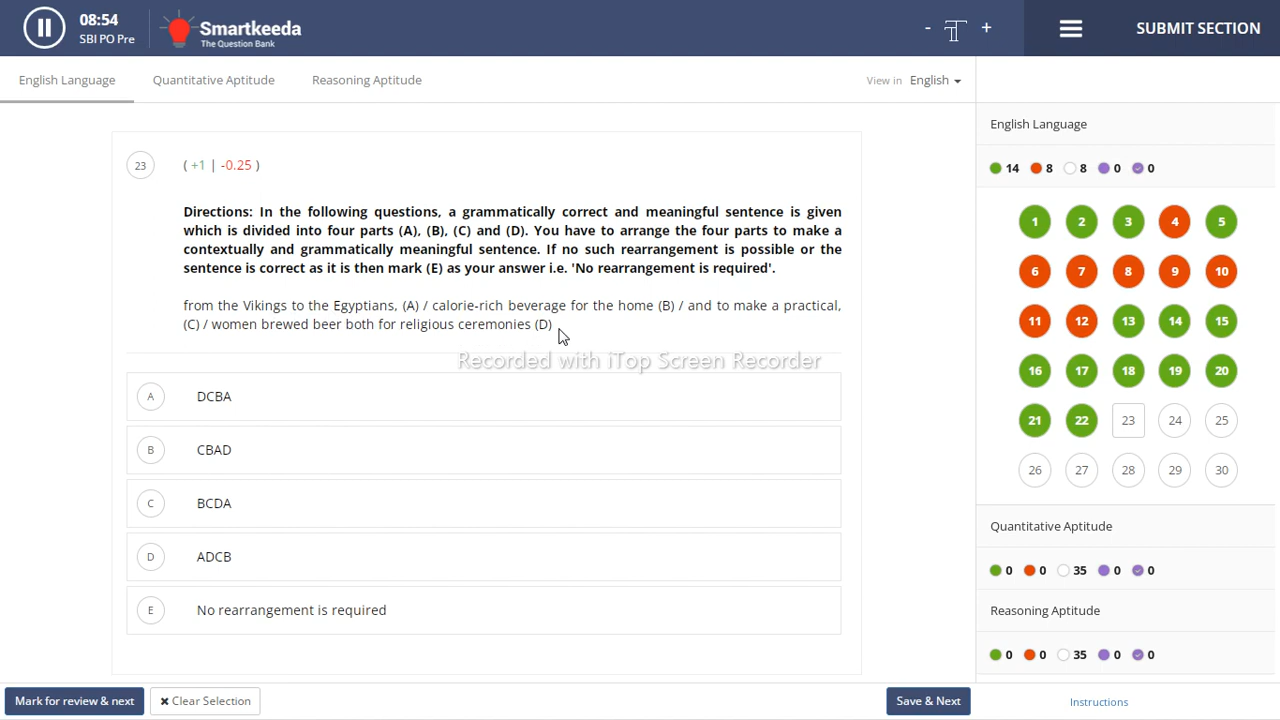 08:54
SBI PO Pre
Smartkeeda
The Question Bank
- T +
SUBMIT SECTION
English Language
Quantitative Aptitude
Reasoning Aptitude
View in English
23
( +1 | -0.25 )
Directions: In the following questions, a grammatically correct and meaningful sentence is given
which is divided into four parts (A), (B), (C) and (D). You have to arrange the four parts to make a
contextually and grammatically meaningful sentence. If no such rearrangement is possible or the
sentence is correct as it is then mark (E) as your answer i.e. 'No rearrangement is required'.
from the Vikings to the Egyptians, (A) / calorie-rich beverage for the home (B) / and to make a practical,
(C) / women brewed beer both for religious ceremonies (D)
Recorded with iTop Screen Recorder
A DCBA
B CBAD
C BCDA
D ADCB
E No rearrangement is required
Mark for review & next
Clear Selection
Save & Next
English Language
14 8 8 0 0
1 2 3 4 5
6 7 8 9 10
11 12 13 14 15
16 17 18 19 20
21 22 23 24 25
26 27 28 29 30
Quantitative Aptitude
0 0 35 0 0
Reasoning Aptitude
0 0 35 0 0
Instructions